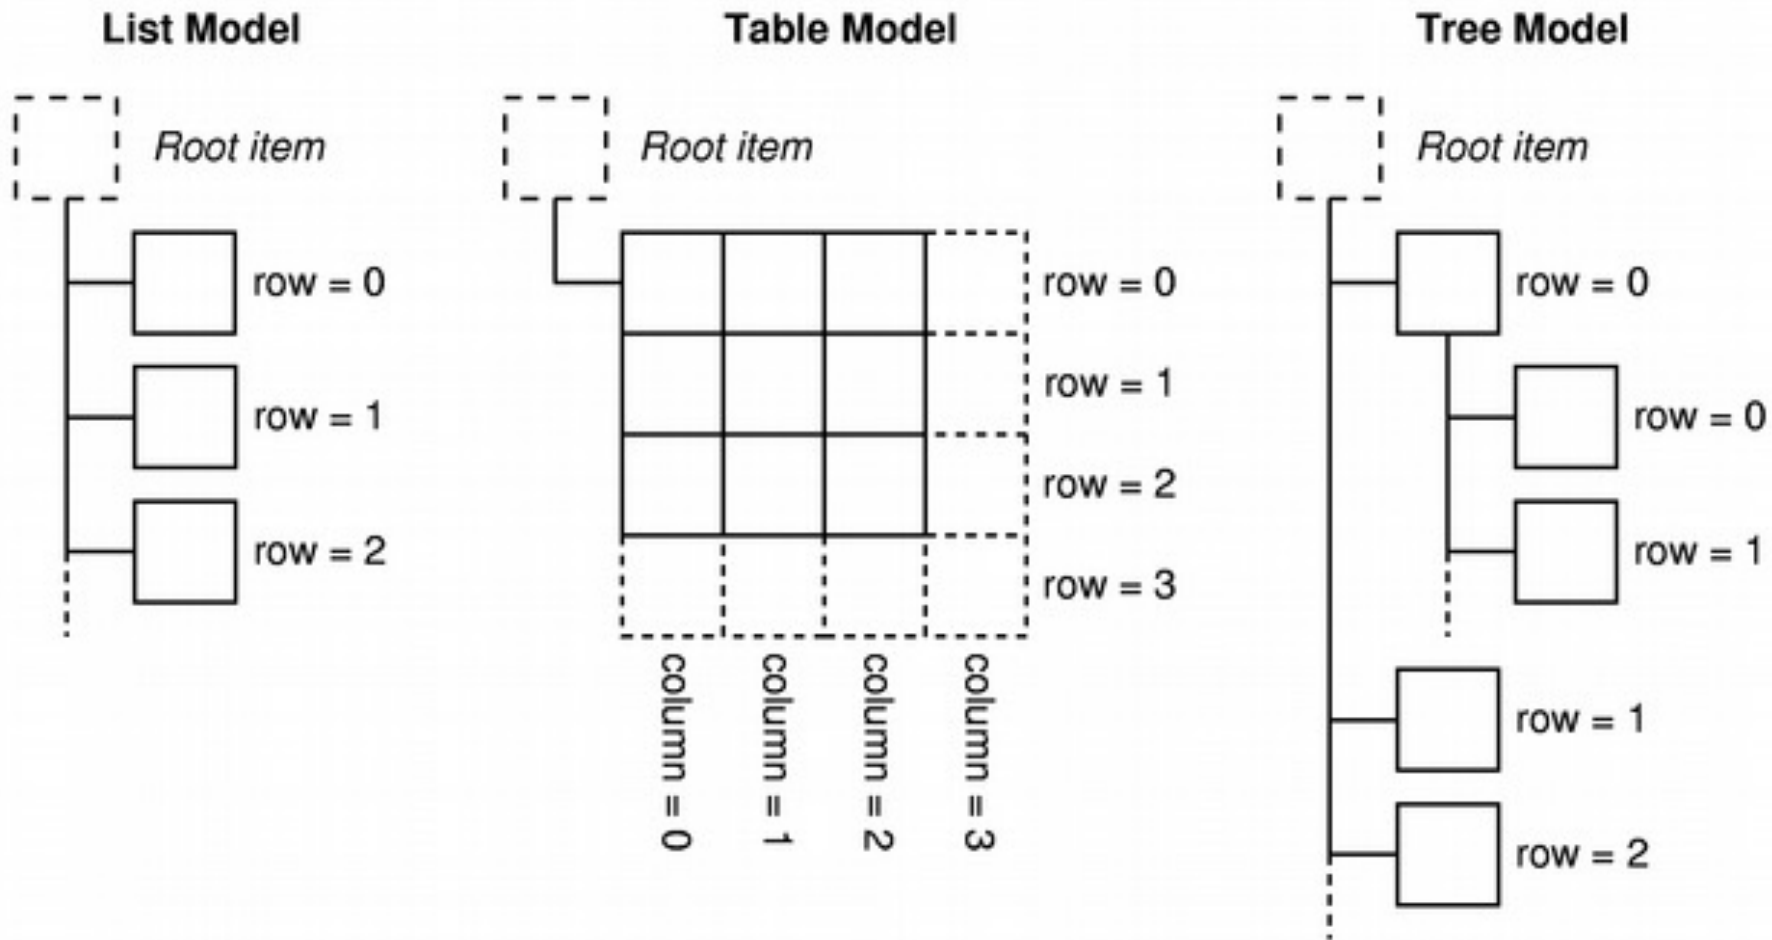 List Model
Root item
row = 0
row = 1
row = 2
Table Model
Root item
row = 0
row = 1
row = 2
row = 3
column = 0
column = 1
column = 2
column = 3
Tree Model
Root item
row = 0
row = 0
row = 1
row = 1
row = 2